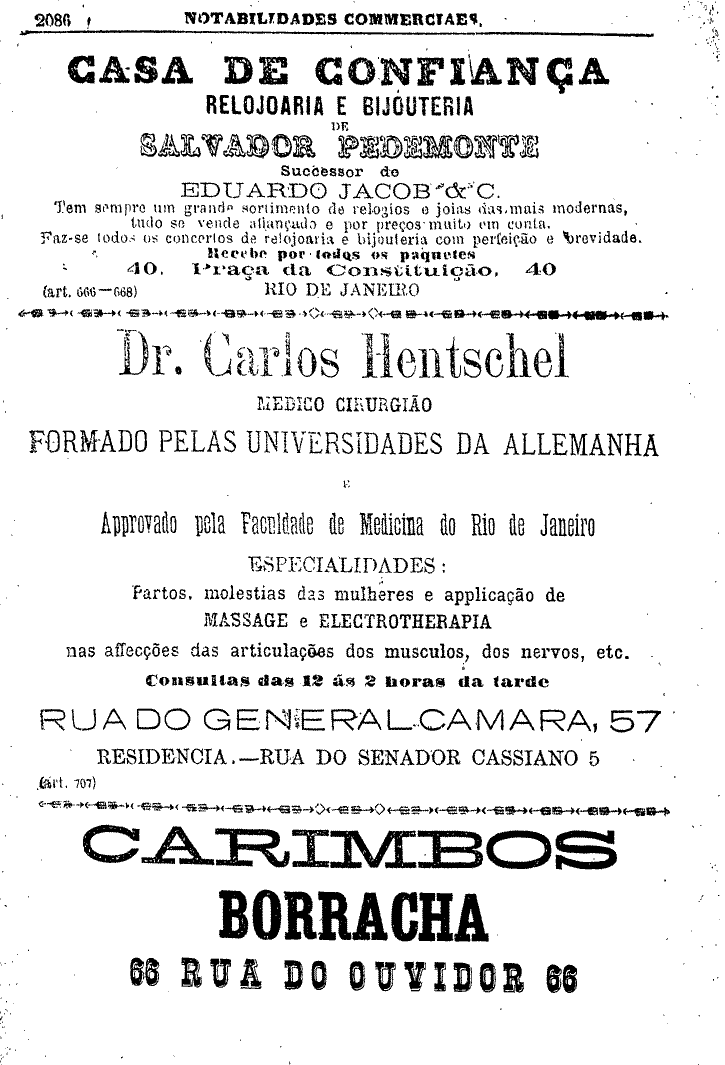 2086
NOTABILIDADES COMMERCIAES.
CASA DE CONFIANÇA
RELOJOARIA E BIJOUTERIA
DE
SALVADOR PEDEMONTE
Successor de
EDUARDO JACOB & C.
Tem sempre um grande sortimento de relogios e joias das mais modernas,
tudo se vende afiançado e por preços muito em conta.
Faz-se todos os concertos de relojoaria e bijouteria com perfeição e brevidade.
Recebe por todos os paquetes
40, Praça da Constituição, 40
(art. 666—668)
RIO DE JANEIRO
Dr. Carlos Hentschel
MEDICO CIRURGIÃO
FORMADO PELAS UNIVERSIDADES DA ALLEMANHA
E
Approvado pela Faculdade de Medicina do Rio de Janeiro
ESPECIALIDADES:
Partos, molestias das mulheres e applicação de
MASSAGE e ELECTROTHERAPIA
nas affecções das articulações dos musculos, dos nervos, etc.
Consultas das 12 ás 2 horas da tarde
RUA DO GENERAL CAMARA, 57
RESIDENCIA.—RUA DO SENADOR CASSIANO 5
(art. 707)
CARIMBOS
BORRACHA
66 RUA DO OUVIDOR 66